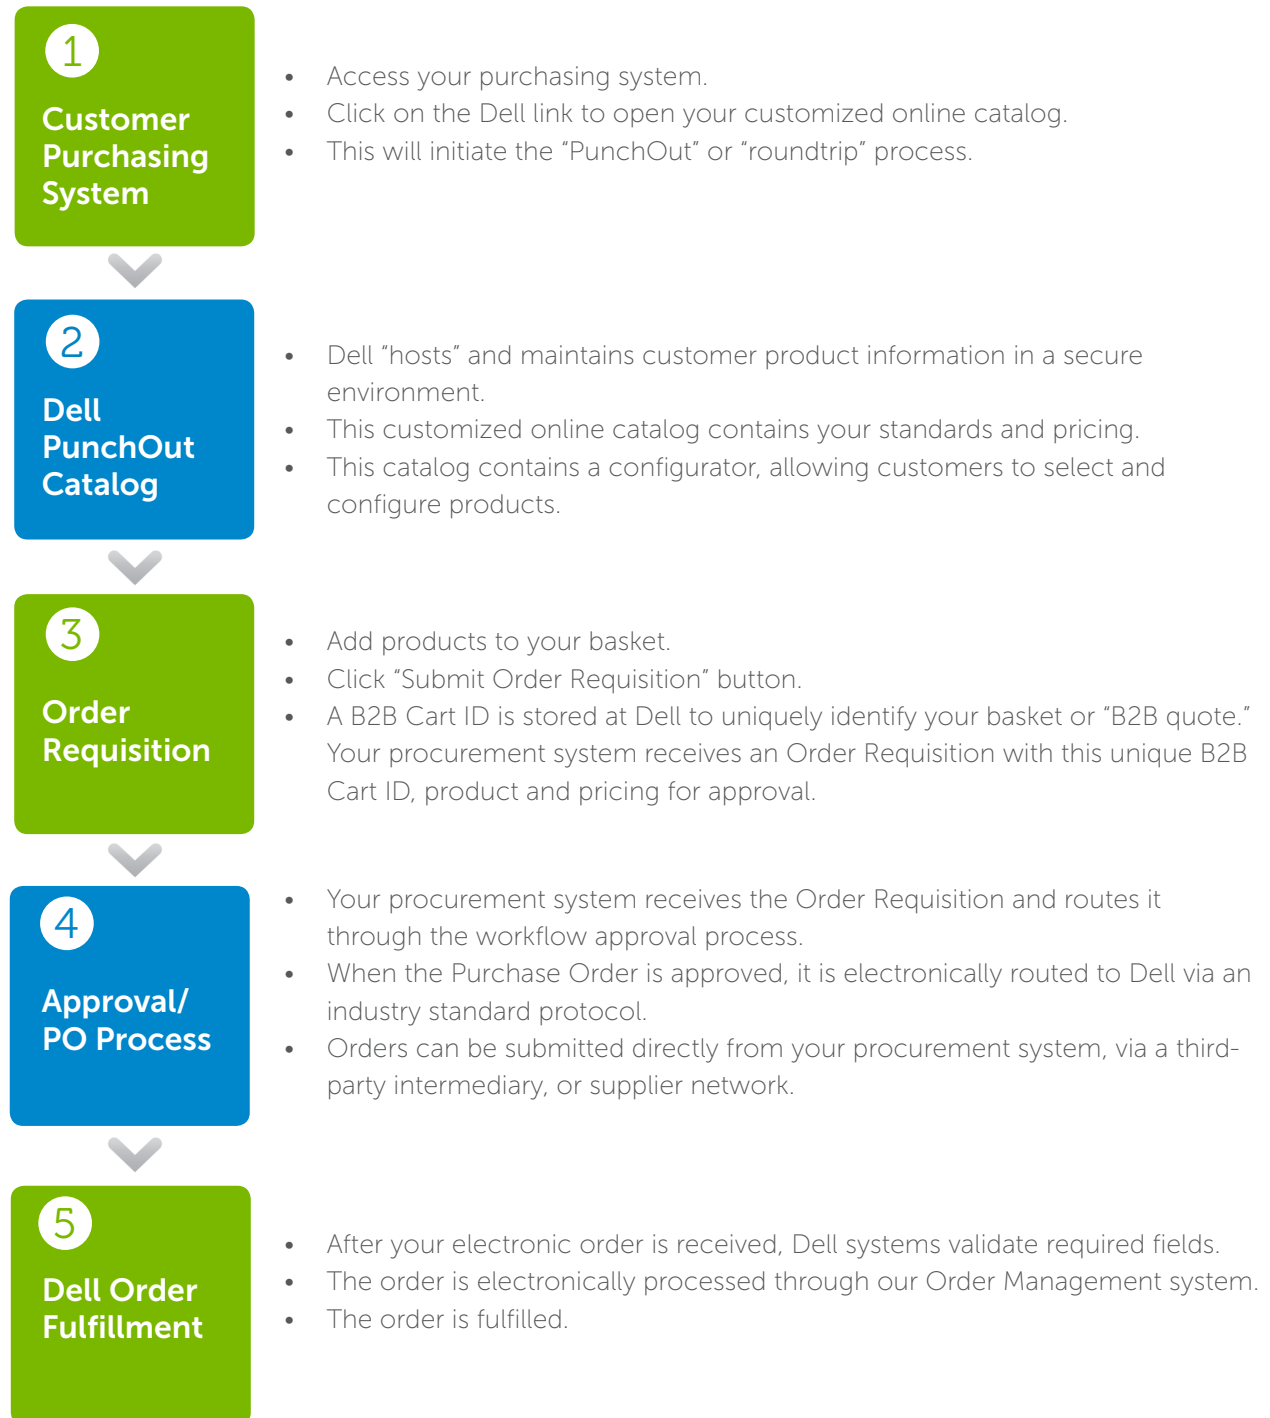 1
Customer
Purchasing
System
• Access your purchasing system.
• Click on the Dell link to open your customized online catalog.
• This will initiate the “PunchOut” or “roundtrip” process.
2
Dell
PunchOut
Catalog
• Dell “hosts” and maintains customer product information in a secure
environment.
• This customized online catalog contains your standards and pricing.
• This catalog contains a configurator, allowing customers to select and
configure products.
3
Order
Requisition
• Add products to your basket.
• Click “Submit Order Requisition” button.
• A B2B Cart ID is stored at Dell to uniquely identify your basket or “B2B quote.”
Your procurement system receives an Order Requisition with this unique B2B
Cart ID, product and pricing for approval.
4
Approval/
PO Process
• Your procurement system receives the Order Requisition and routes it
through the workflow approval process.
• When the Purchase Order is approved, it is electronically routed to Dell via an
industry standard protocol.
• Orders can be submitted directly from your procurement system, via a third-
party intermediary, or supplier network.
5
Dell Order
Fulfillment
• After your electronic order is received, Dell systems validate required fields.
• The order is electronically processed through our Order Management system.
• The order is fulfilled.